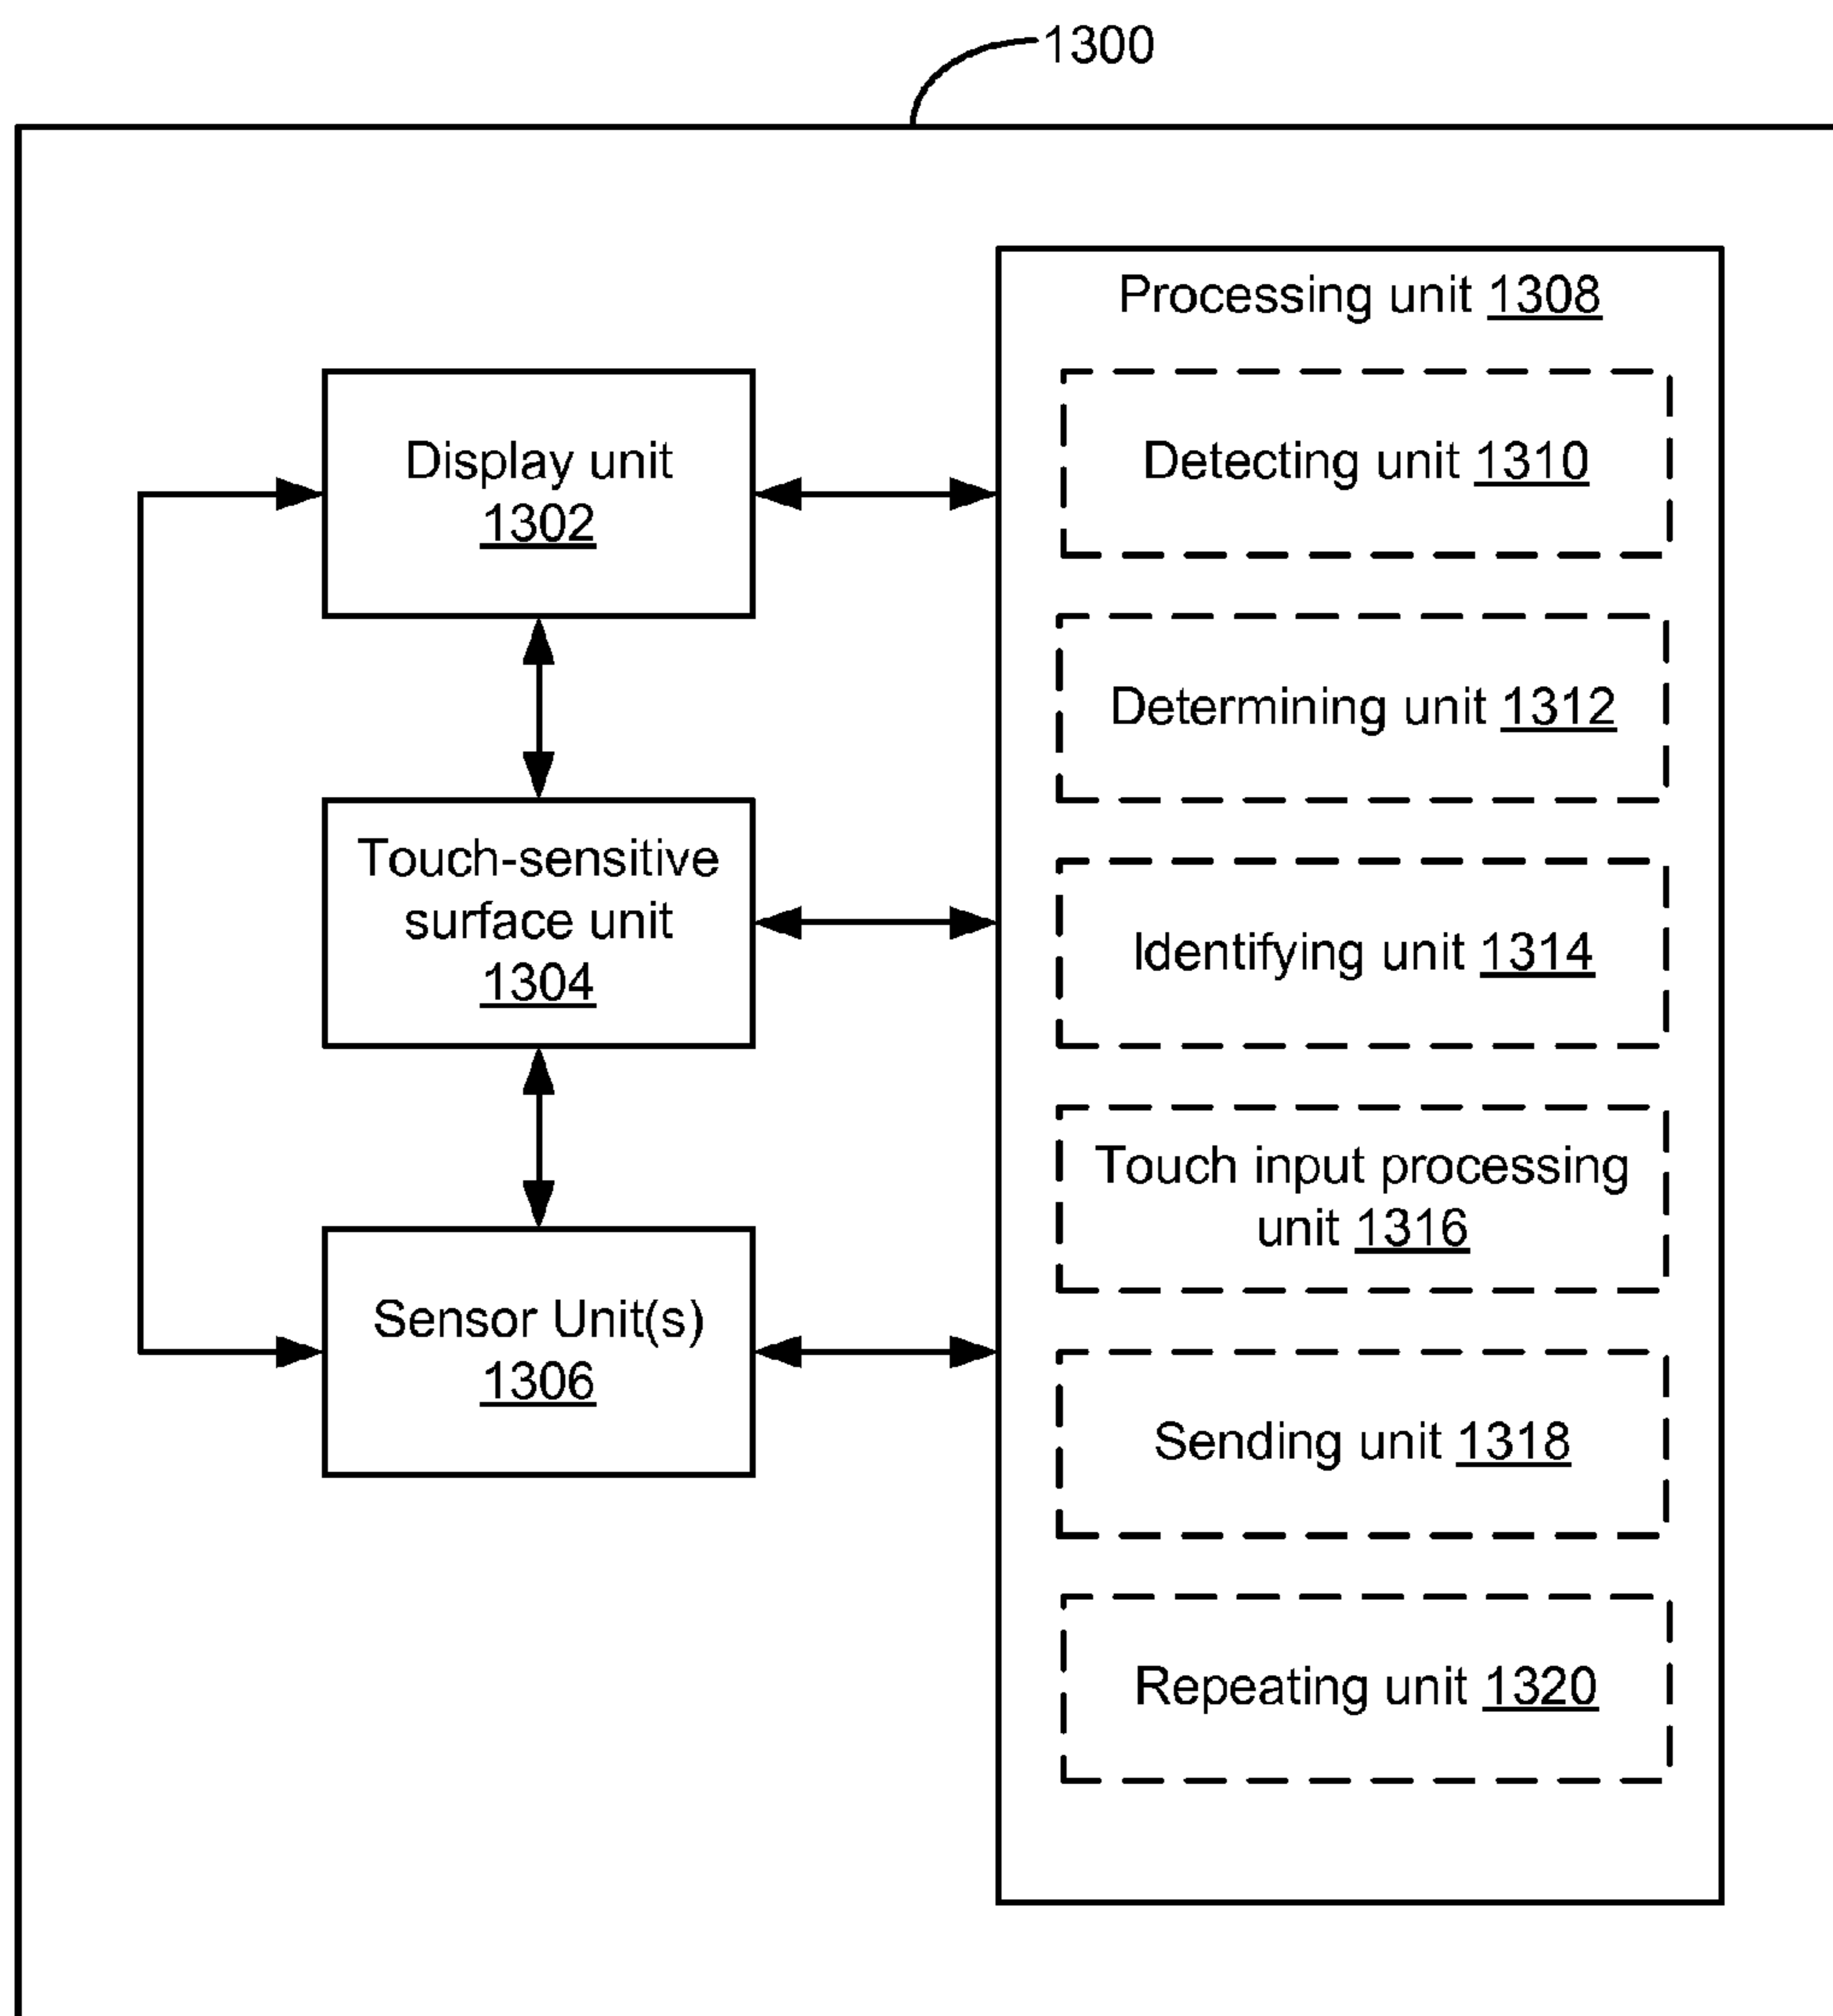 1300
Processing unit 1308
Display unit
1302
Touch-sensitive
surface unit
1304
Sensor Unit(s)
1306
Detecting unit 1310
Determining unit 1312
Identifying unit 1314
Touch input processing
unit 1316
Sending unit 1318
Repeating unit 1320